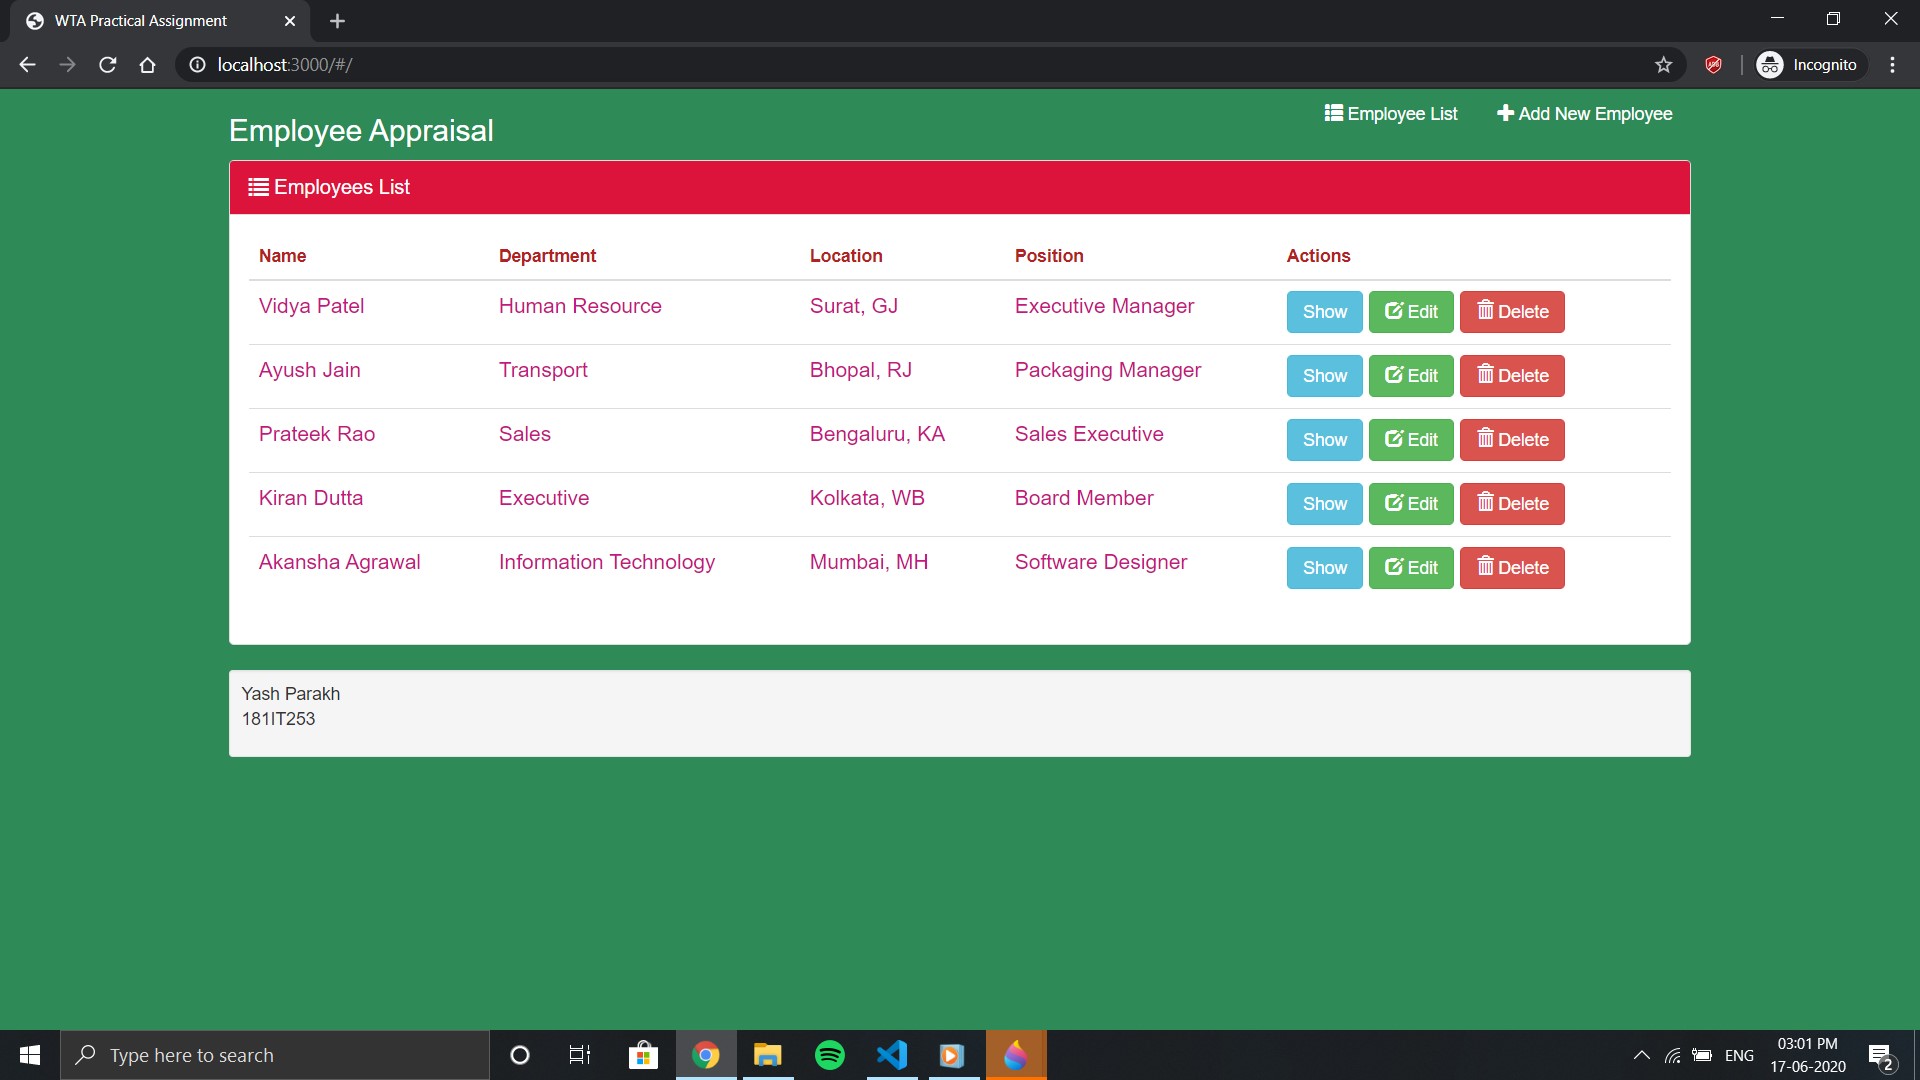 WTA Practical Assignment
localhost:3000/#/
Incognito
Employee List Add New Employee
Employee Appraisal
Employees List
Name Department Location Position Actions
Vidya Patel Human Resource Surat, GJ Executive Manager Show Edit Delete
Ayush Jain Transport Bhopal, RJ Packaging Manager Show Edit Delete
Prateek Rao Sales Bengaluru, KA Sales Executive Show Edit Delete
Kiran Dutta Executive Kolkata, WB Board Member Show Edit Delete
Akansha Agrawal Information Technology Mumbai, MH Software Designer Show Edit Delete
Yash Parakh
181IT253
Type here to search
ENG
03:01 PM
17-06-2020
2